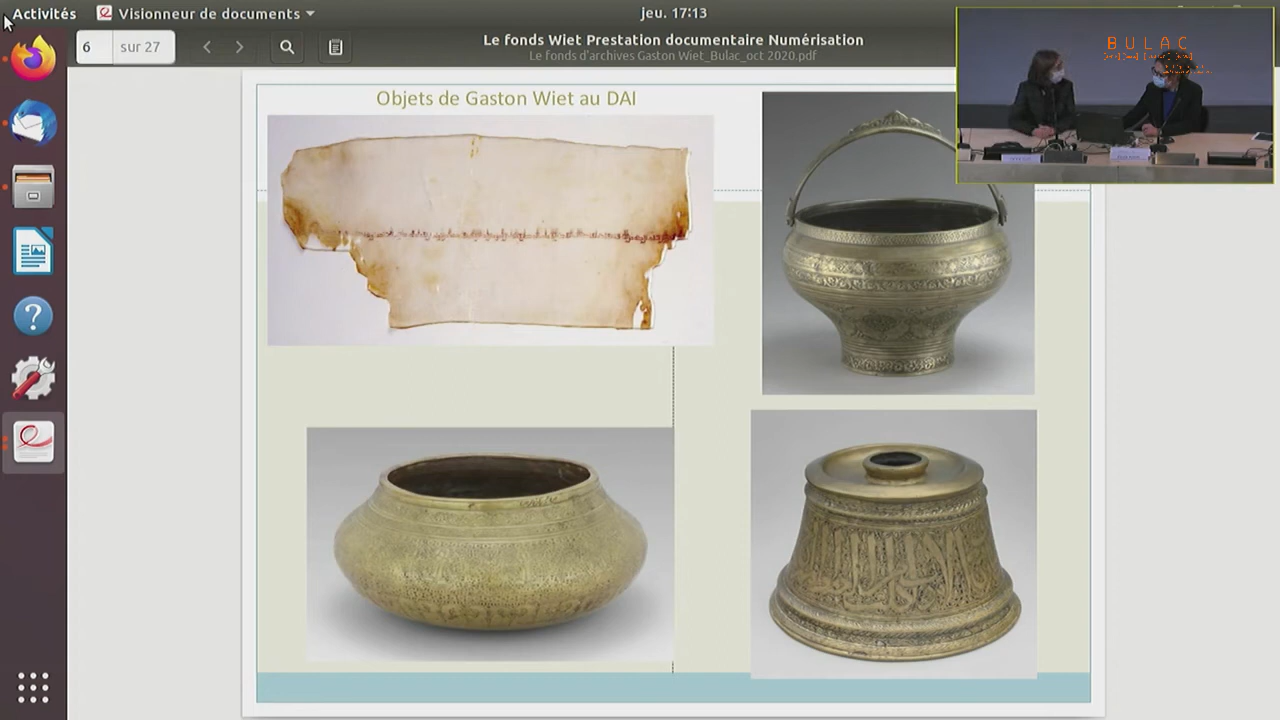 Activités
Visionneur de documents
jeu. 17:13
6
sur 27
Le fonds Wiet Prestation documentaire Numérisation
Le fonds d'archives Gaston Wiet_Bulac_oct 2020.pdf
BULAC
Objets de Gaston Wiet au DAI